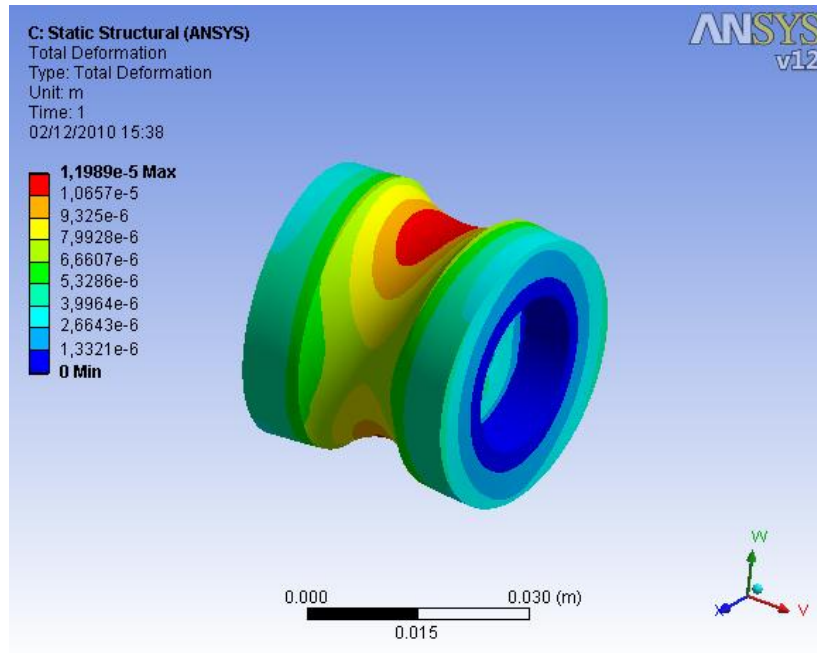 C: Static Structural (ANSYS)
Total Deformation
Type: Total Deformation
Unit: m
Time: 1
02/12/2010 15:38
1,1989e-5 Max
1,0657e-5
9,325e-6
7,9928e-6
6,6607e-6
5,3286e-6
3,9964e-6
2,6643e-6
1,3321e-6
0 Min
ANSYS
v12
0.000 0.030 (m)
0.015
W
X V